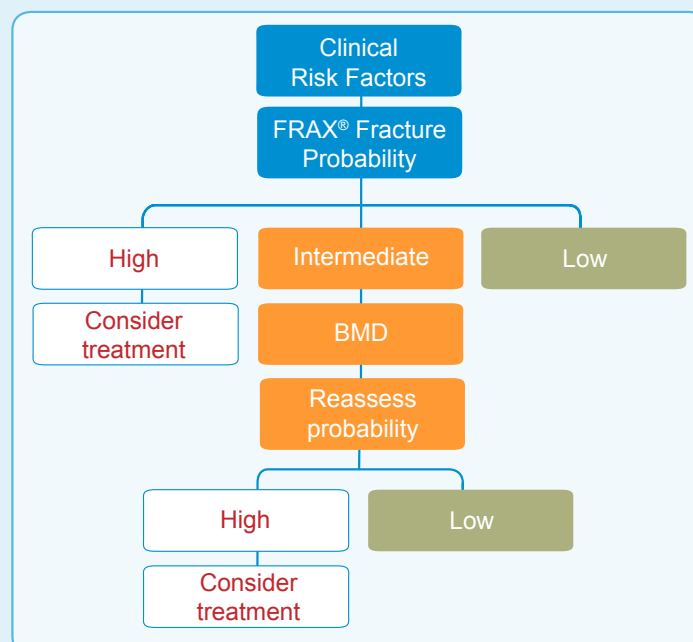 Clinical
Risk Factors
FRAX® Fracture
Probability
High
Intermediate
Low
Consider
treatment
BMD
Reassess
probability
High
Low
Consider
treatment